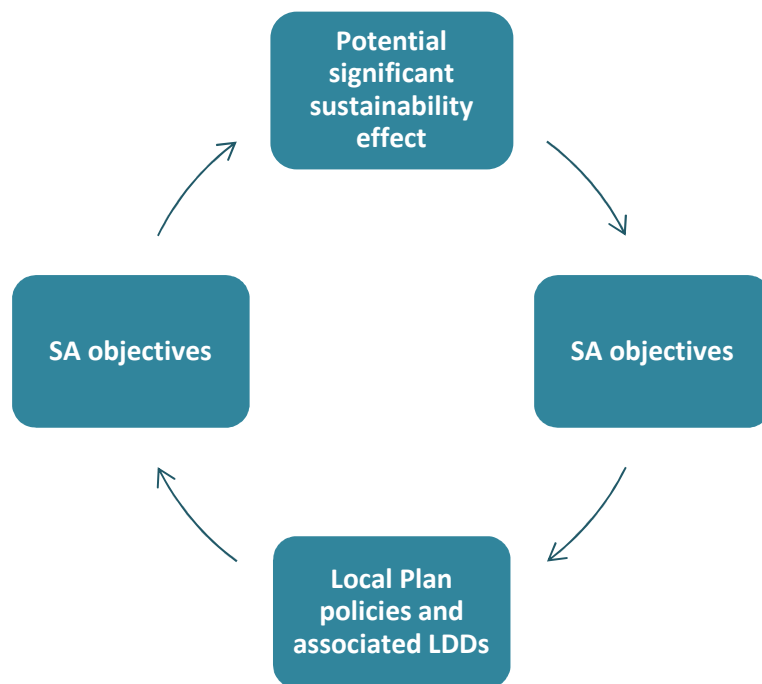 Potential
significant
sustainability
effect
SA objectives
SA objectives
Local Plan
policies and
associated LDDs